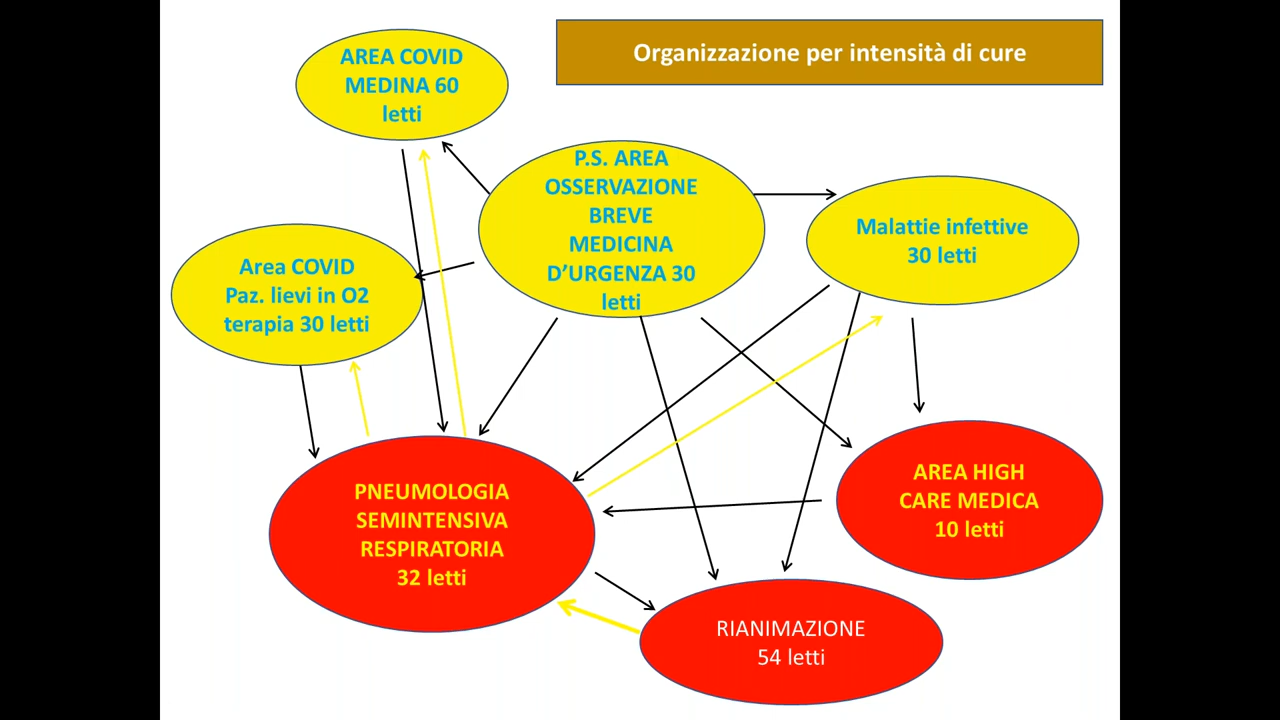 Organizzazione per intensità di cure
AREA COVID
MEDINA 60
letti
P.S. AREA
OSSERVAZIONE
BREVE
MEDICINA
D’URGENZA 30
letti
Malattie infettive
30 letti
Area COVID
Paz. lievi in O2
terapia 30 letti
PNEUMOLOGIA
SEMINTENSIVA
RESPIRATORIA
32 letti
AREA HIGH
CARE MEDICA
10 letti
RIANIMAZIONE
54 letti